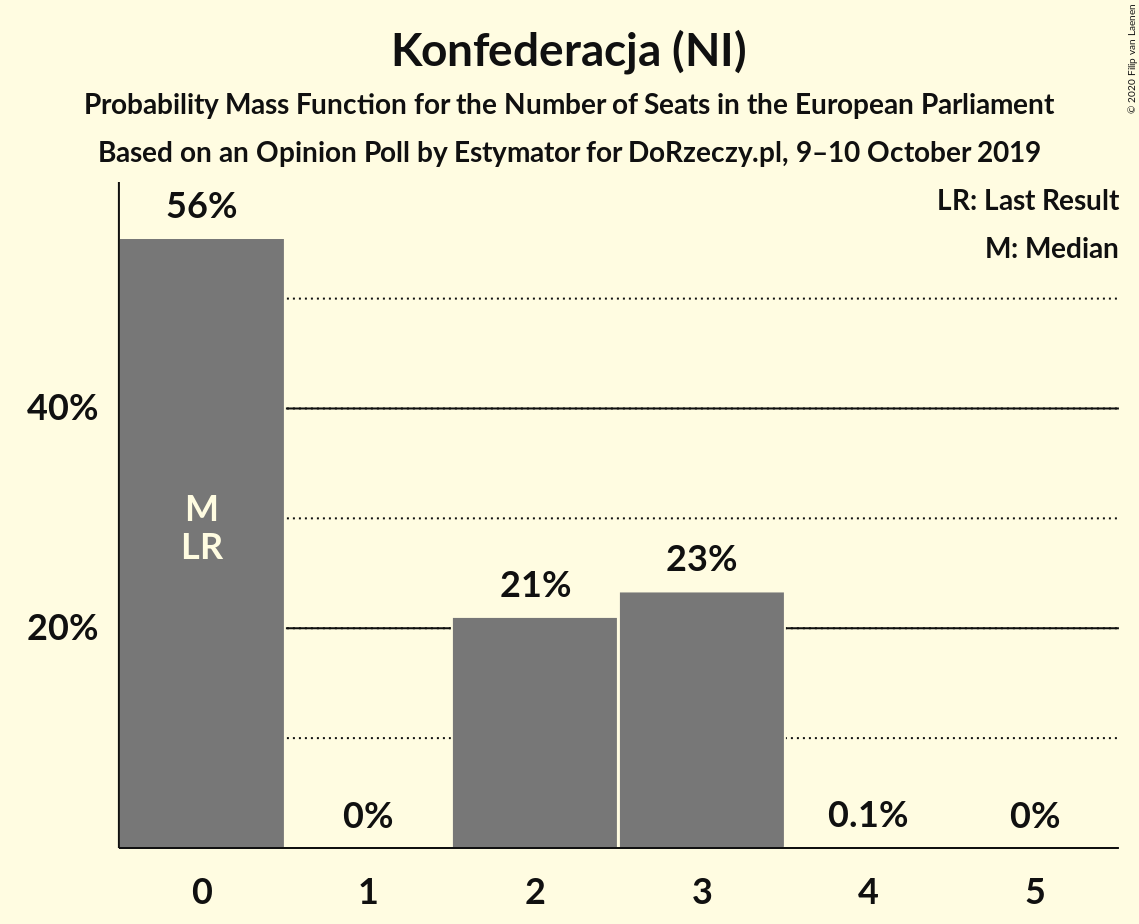 Konfederacja (NI)
Probability Mass Function for the Number of Seats in the European Parliament
Based on an Opinion Poll by Estymator for DoRzeczy.pl, 9–10 October 2019
© 2020 Filip van Laenen
LR: Last Result
M: Median
56%
40%
M
LR
23%
21%
20%
0%
0.1%
0%
0 1 2 3 4 5